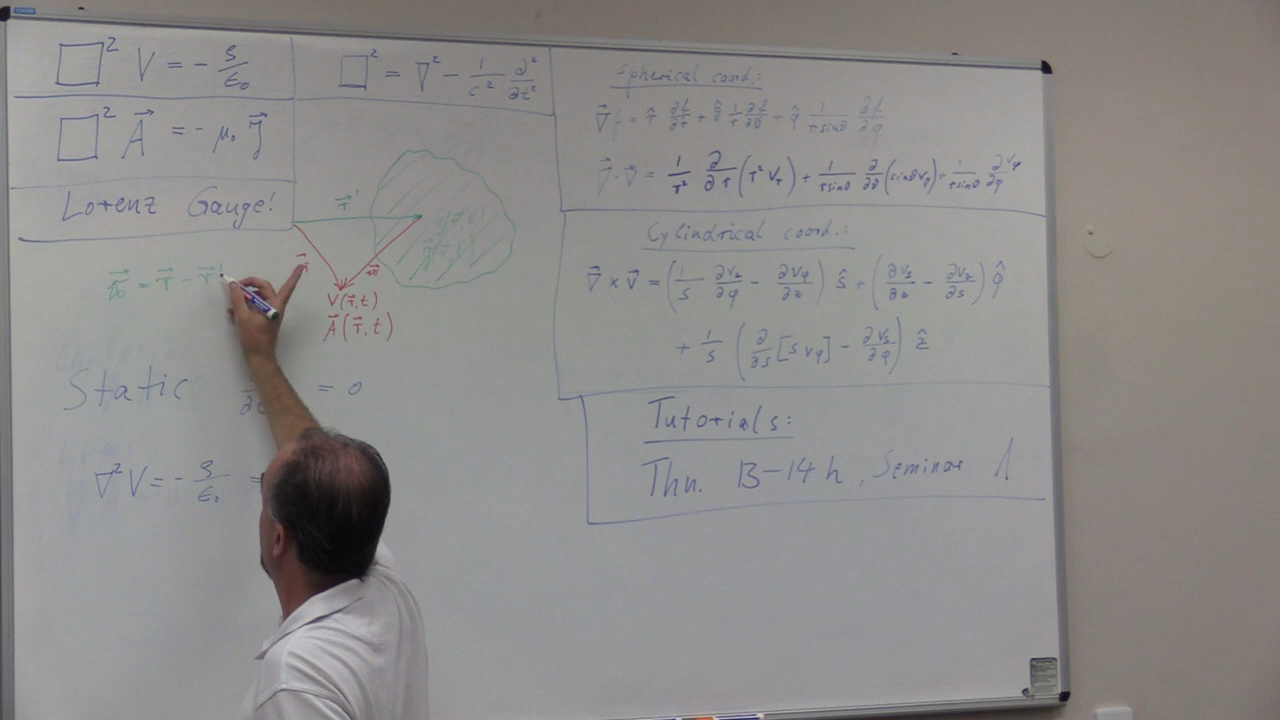 □² V = - ρ/ε₀
□² A⃗ = - μ₀ J⃗
Lorenz Gauge!
□² = ∇² - 1/c² ∂²/∂t²
r⃗'
ρ(r⃗',t)
J⃗(r⃗',t)
r⃗
V(r⃗,t)
A⃗(r⃗,t)
𝓇⃗ = r⃗ - r⃗'
Static = 0
∇²V = - ρ/ε₀ =
Spherical coord.:
∇⃗f = r̂ ∂f/∂r + θ̂ 1/r ∂f/∂θ + φ̂ 1/(r sinθ) ∂f/∂φ
∇⃗·v⃗ = 1/r² ∂/∂r (r² vᵣ) + 1/(r sinθ) ∂/∂θ (sinθ v_θ) + 1/(r sinθ) ∂v_φ/∂φ
Cylindrical coord.:
∇⃗ × v⃗ = (1/s ∂v_z/∂φ - ∂v_φ/∂z) ŝ + (∂v_s/∂z - ∂v_z/∂s) φ̂
+ 1/s (∂/∂s [s v_φ] - ∂v_s/∂φ) ẑ
Tutorials:
Thu. 13-14 h, Seminar 1